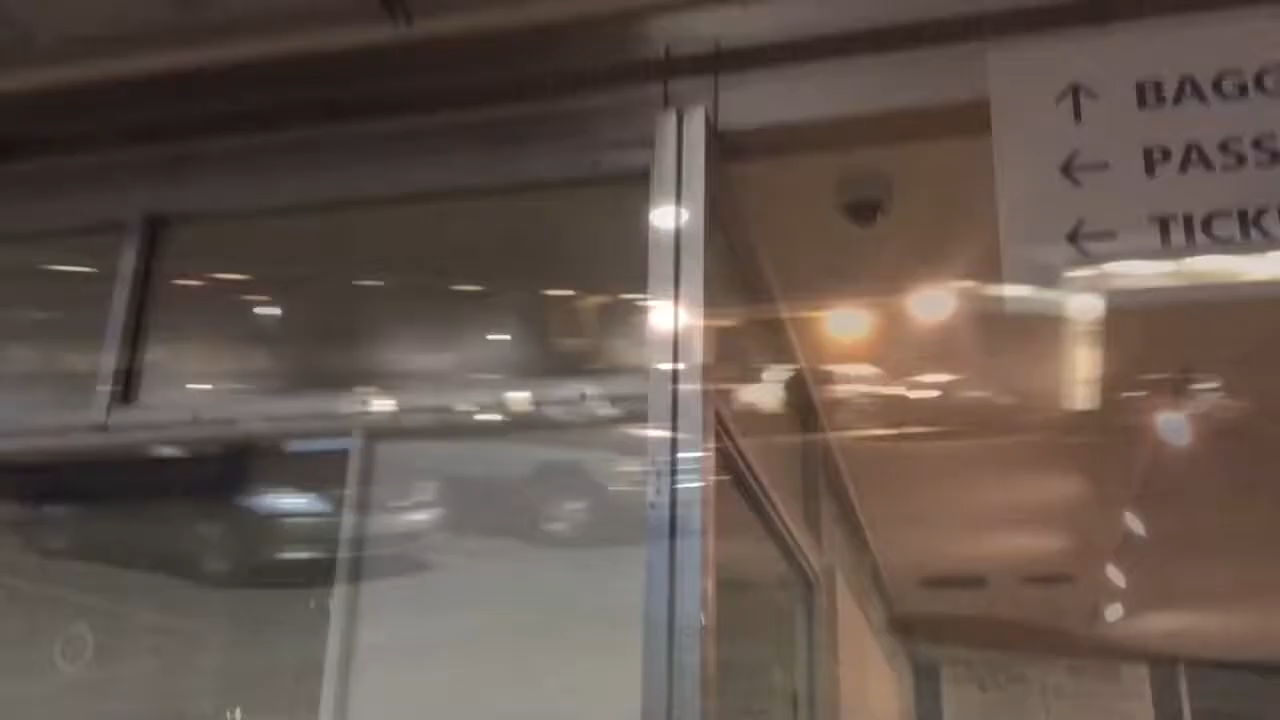 ↑ BAGG
← PASS
← TICK